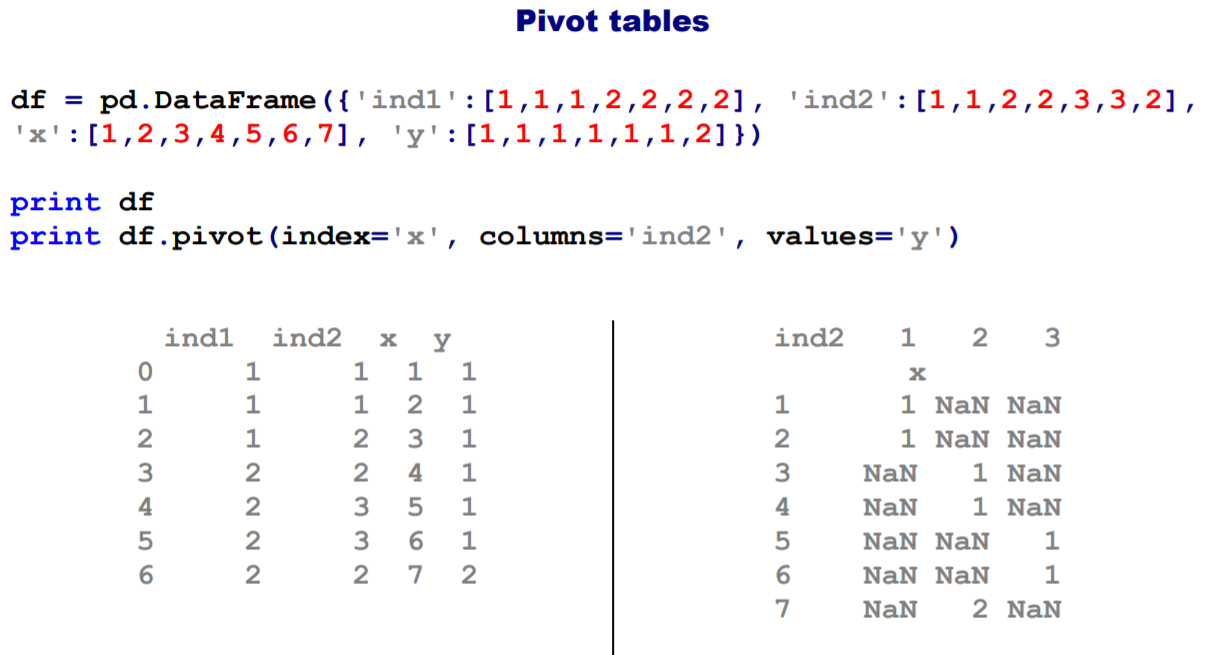 Pivot tables
df = pd.DataFrame({'ind1':[1,1,1,2,2,2,2], 'ind2':[1,1,2,2,3,3,2],
'x':[1,2,3,4,5,6,7], 'y':[1,1,1,1,1,1,2]})
print df
print df.pivot(index='x', columns='ind2', values='y')
ind1 ind2 x y
0 1 1 1 1
1 1 1 2 1
2 1 2 3 1
3 2 2 4 1
4 2 3 5 1
5 2 3 6 1
6 2 2 7 2
ind2 1 2 3
x
1 1 NaN NaN
2 1 NaN NaN
3 NaN 1 NaN
4 NaN 1 NaN
5 NaN NaN 1
6 NaN NaN 1
7 NaN 2 NaN